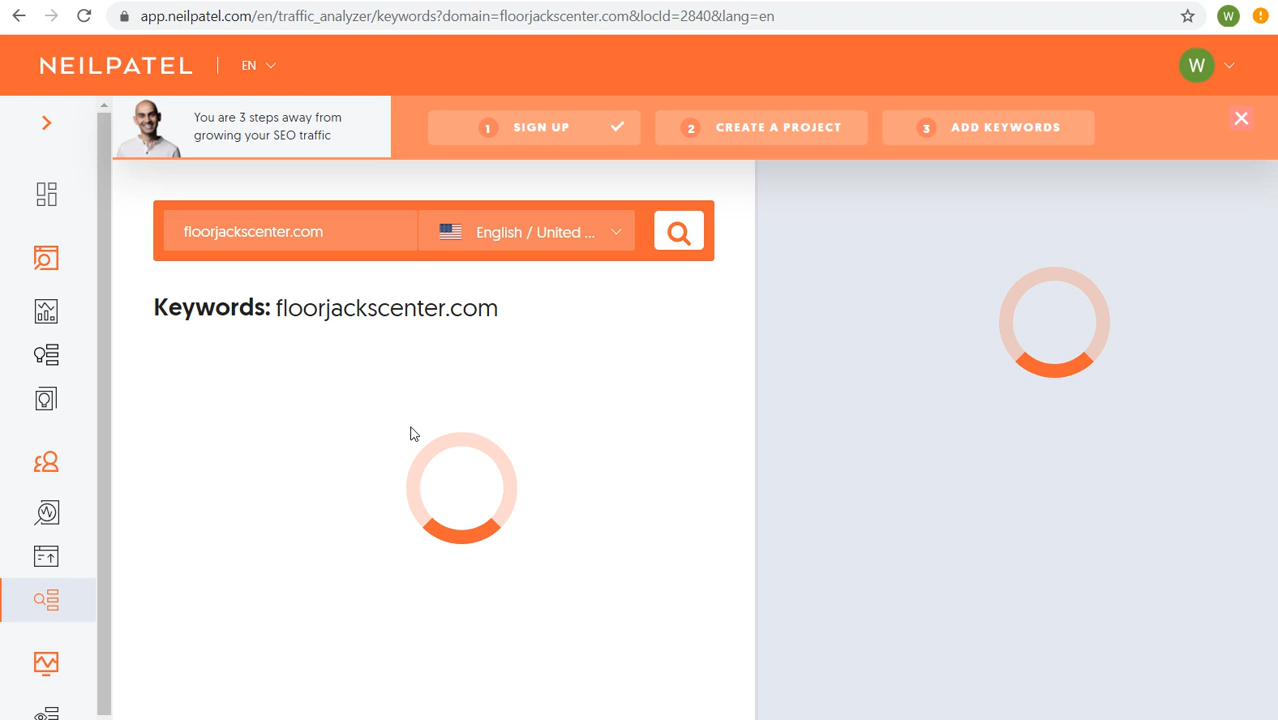 app.neilpatel.com/en/traffic_analyzer/keywords?domain=floorjackscenter.com&locId=2840&lang=en
W
NEILPATEL
EN
W
You are 3 steps away from
growing your SEO traffic
1 SIGN UP
2 CREATE A PROJECT
3 ADD KEYWORDS
floorjackscenter.com
English / United ...
Keywords: floorjackscenter.com